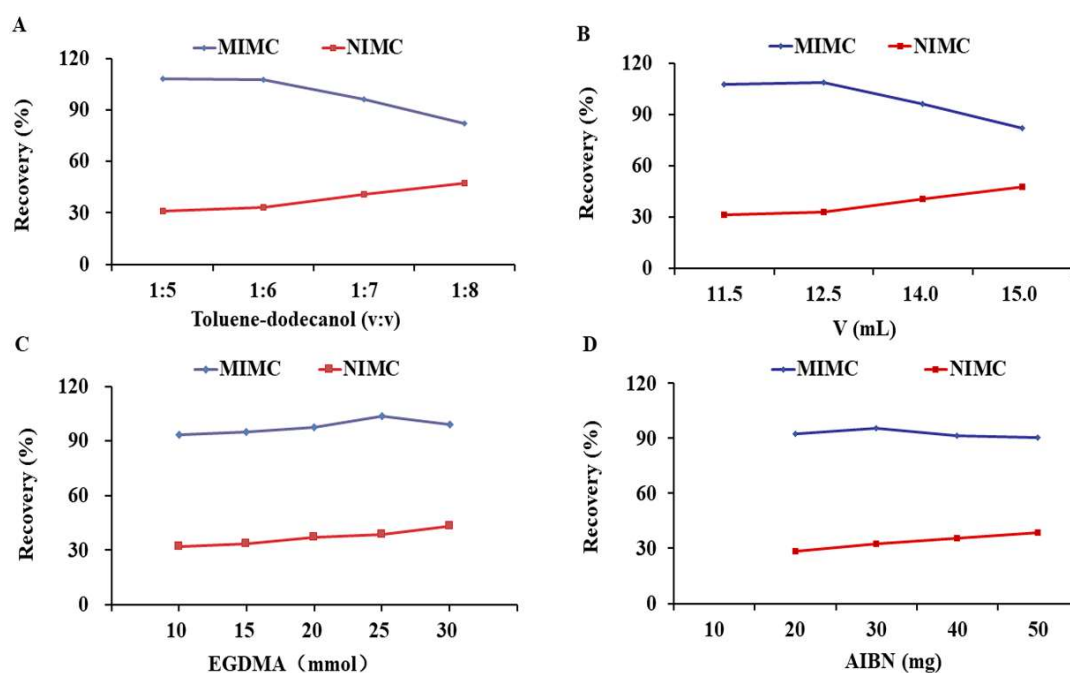 A
MIMC NIMC
Recovery (%)
120
90
60
30
0
1:5 1:6 1:7 1:8
Toluene-dodecanol (v:v)
B
MIMC NIMC
Recovery (%)
120
90
60
30
0
11.5 12.5 14.0 15.0
V (mL)
C
MIMC NIMC
Recovery (%)
120
90
60
30
0
10 15 20 25 30
EGDMA（mmol）
D
MIMC NIMC
Recovery (%)
120
90
60
30
0
10 20 30 40 50
AIBN (mg)